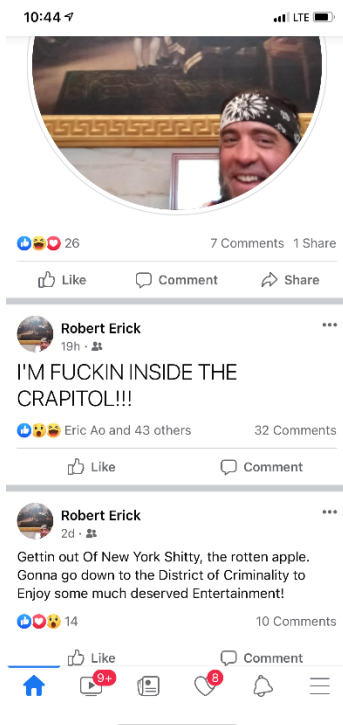 10:44
LTE
26
7 Comments 1 Share
Like Comment Share
Robert Erick
19h
I'M FUCKIN INSIDE THE
CRAPITOL!!!
Eric Ao and 43 others 32 Comments
Like Comment
Robert Erick
2d
Gettin out Of New York Shitty, the rotten apple.
Gonna go down to the District of Criminality to
Enjoy some much deserved Entertainment!
14 10 Comments
Like Comment
9+ 8